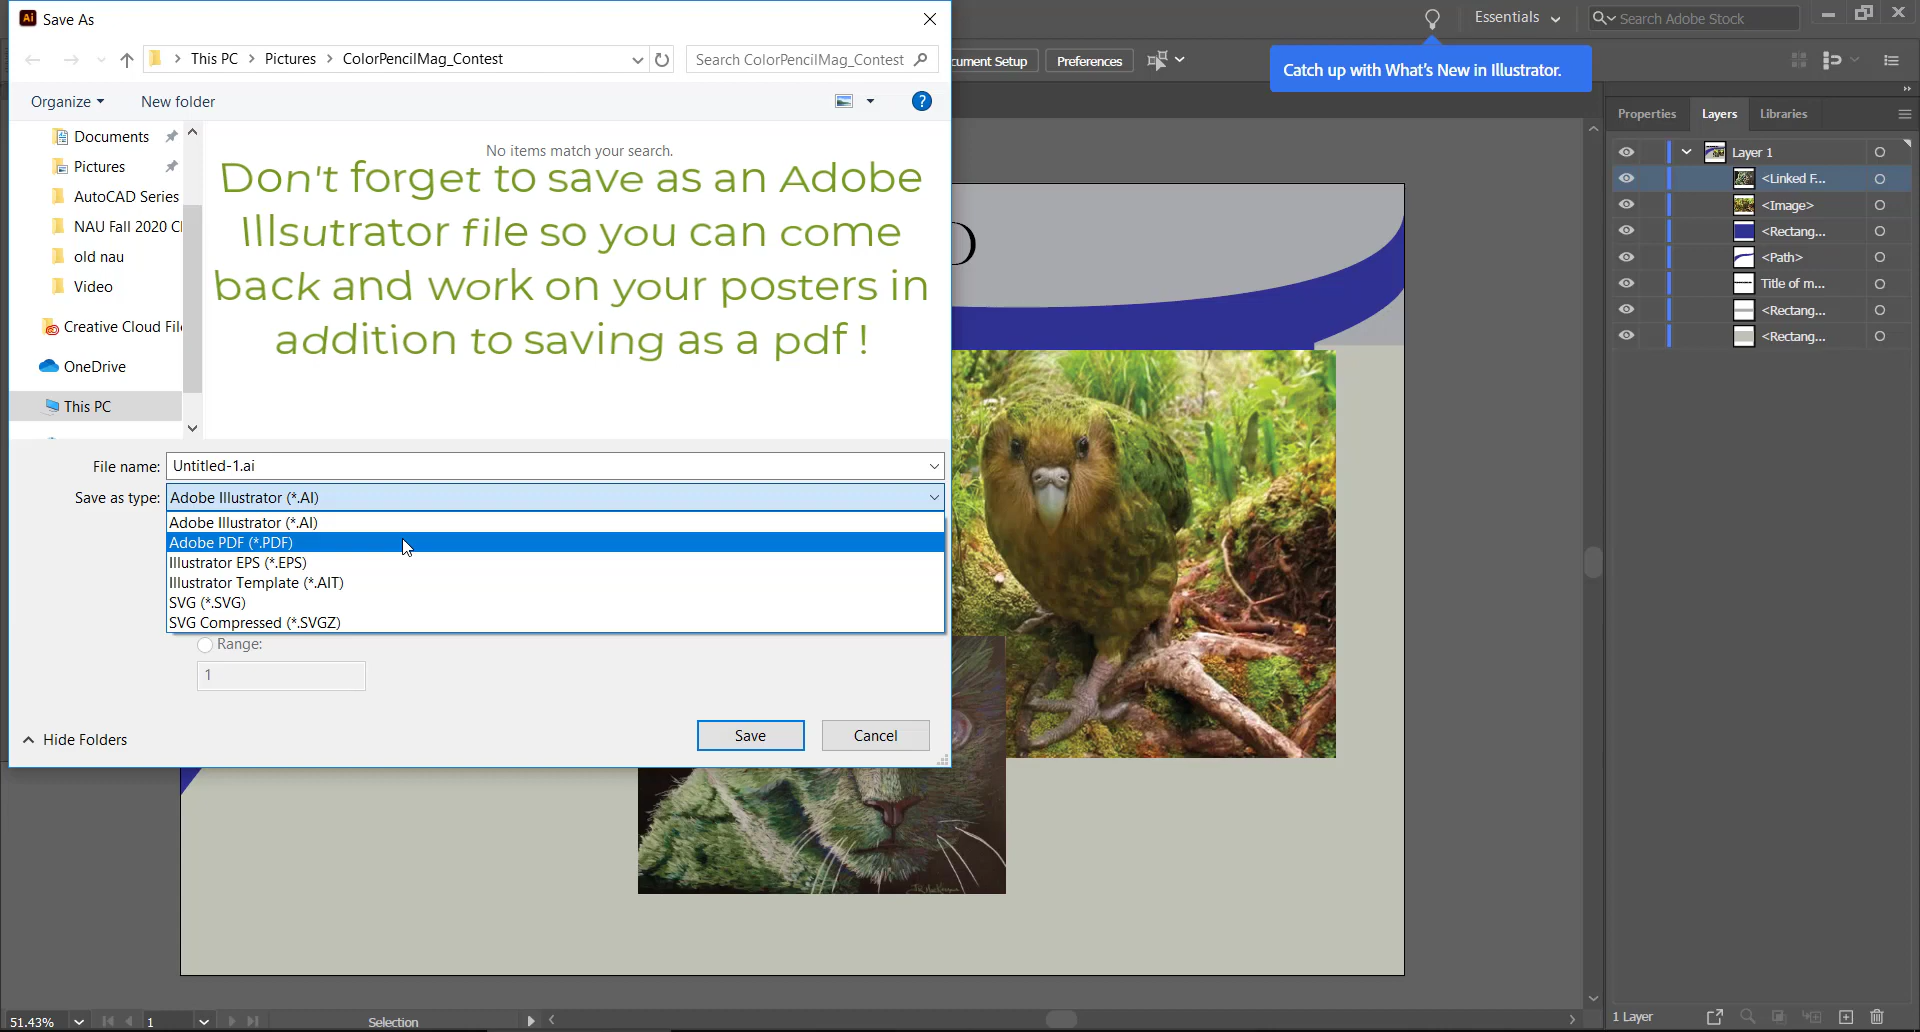 Save As
This PC > Pictures > ColorPencilMag_Contest
Search ColorPencilMag_Contest
Organize
New folder
Documents
Pictures
AutoCAD Series
NAU Fall 2020
old nau
Video
Creative Cloud
OneDrive
This PC
No items match your search.
Don't forget to save as an Adobe
Illsutrator file so you can come
back and work on your posters in
addition to saving as a pdf !
File name: Untitled-1.ai
Save as type: Adobe Illustrator (*.AI)
Adobe Illustrator (*.AI)
Adobe PDF (*.PDF)
Illustrator EPS (*.EPS)
Illustrator Template (*.AIT)
SVG (*.SVG)
SVG Compressed (*.SVGZ)
Range:
1
Hide Folders
Save
Cancel
Essentials
Search Adobe Stock
Setup
Preferences
Catch up with What's New in Illustrator.
Properties
Layers
Libraries
Layer 1
<Linked F...
<Image>
<Rectang...
<Path>
Title of m...
<Rectang...
<Rectang...
D
51.43%
1
Selection
1 Layer